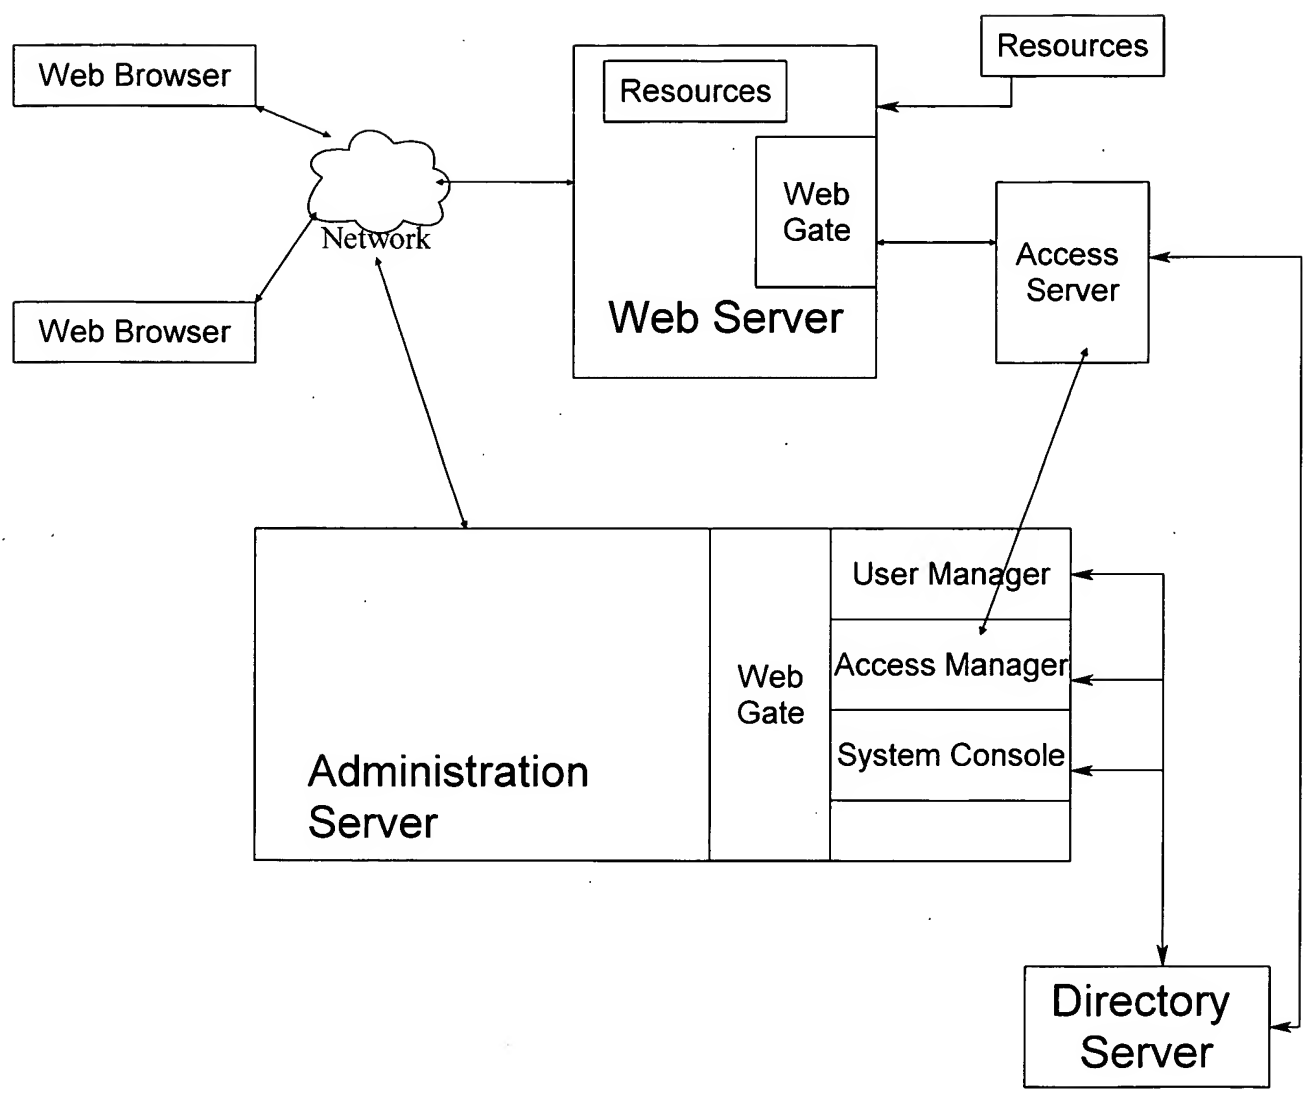 Resources
Web Browser
Resources
Web
Gate
Network
Access
Server
Web Server
Web Browser
User Manager
Access Manager
Web
Gate
System Console
Administration
Server
Directory
Server